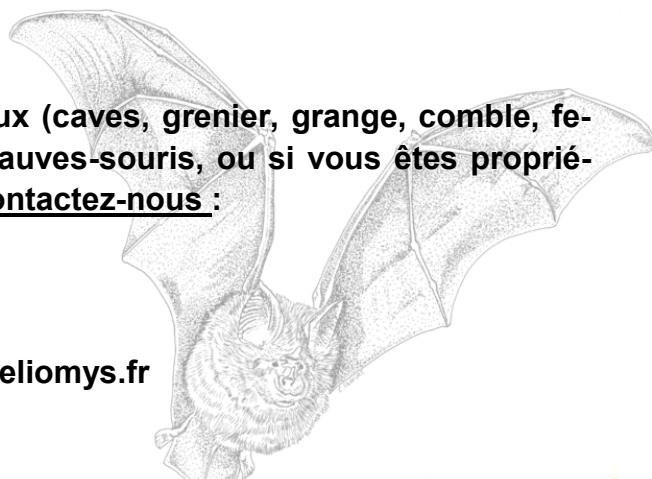 ux (caves, grenier, grange, comble, fe-
auves-souris, ou si vous êtes proprié-
ontactez-nous :
eliomys.fr